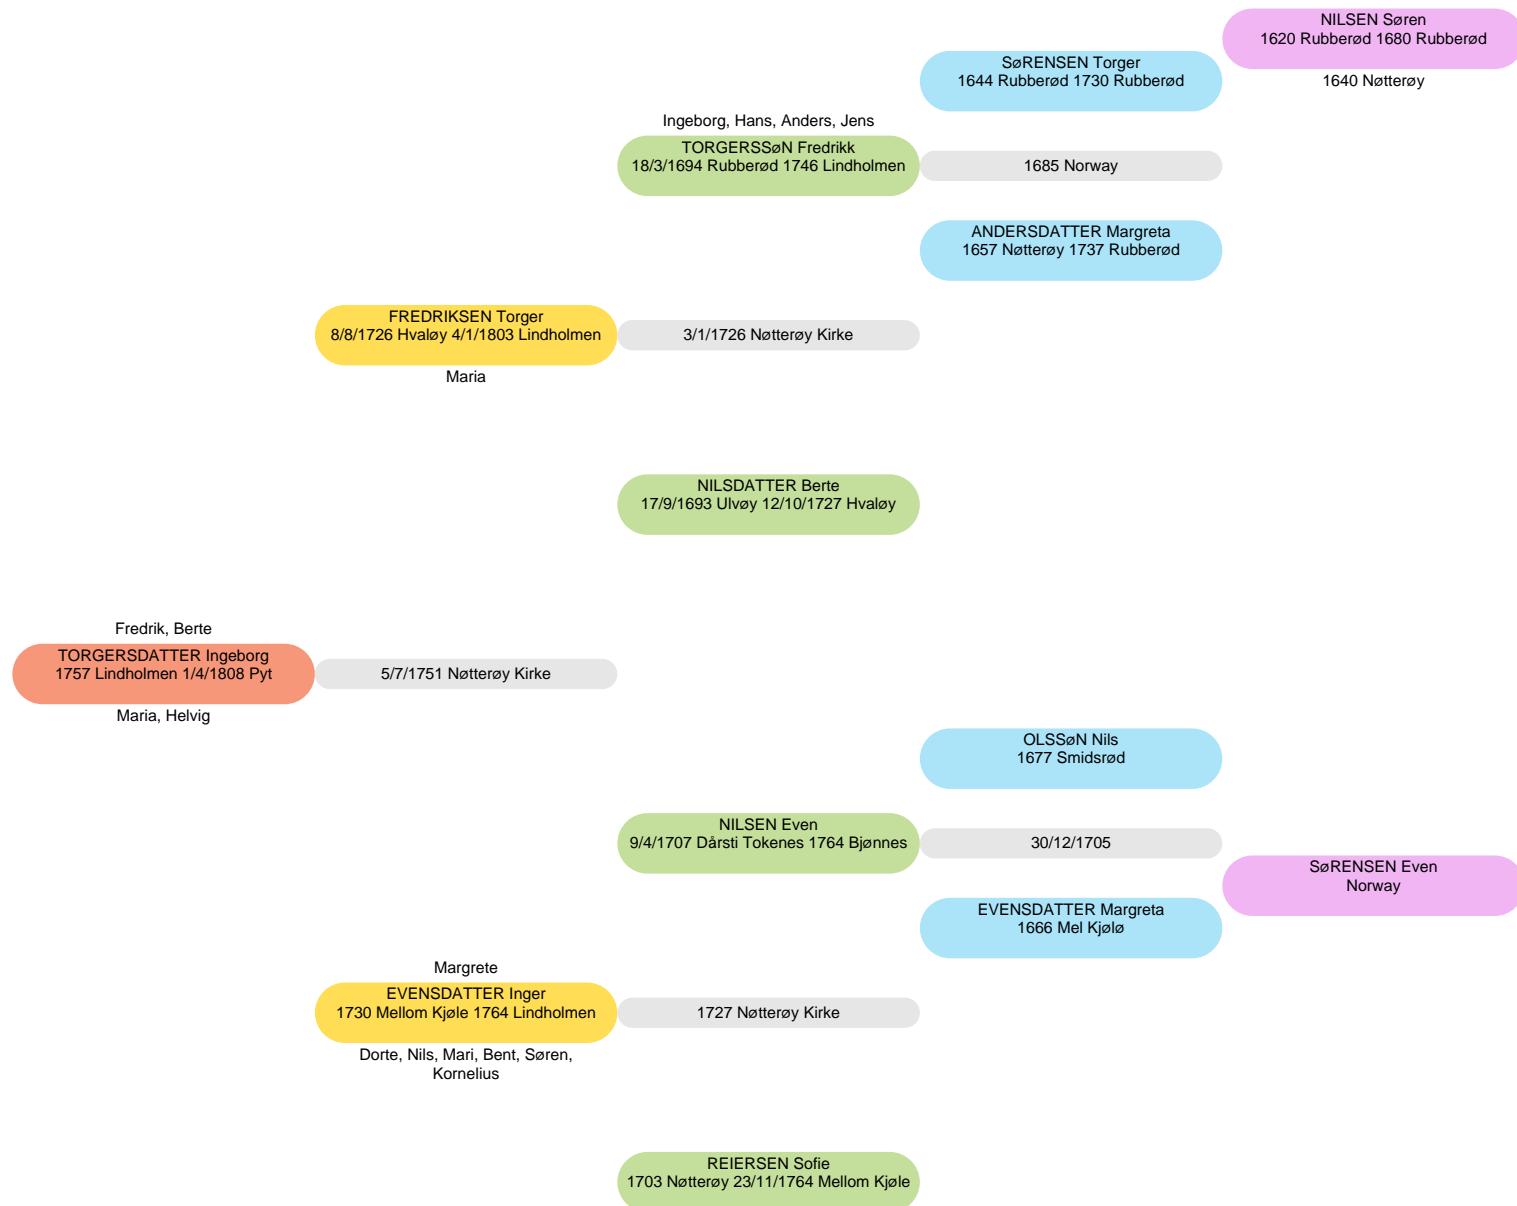 NILSEN Søren
1620 Rubberød 1680 Rubberød
1640 Nøtterøy
SøRENSEN Torger
1644 Rubberød 1730 Rubberød
Ingeborg, Hans, Anders, Jens
TORGERSSøN Fredrikk
18/3/1694 Rubberød 1746 Lindholmen
1685 Norway
ANDERSDATTER Margreta
1657 Nøtterøy 1737 Rubberød
FREDRIKSEN Torger
8/8/1726 Hvaløy 4/1/1803 Lindholmen
Maria
3/1/1726 Nøtterøy Kirke
NILSDATTER Berte
17/9/1693 Ulvøy 12/10/1727 Hvaløy
Fredrik, Berte
TORGERSDATTER Ingeborg
1757 Lindholmen 1/4/1808 Pyt
Maria, Helvig
5/7/1751 Nøtterøy Kirke
OLSSøN Nils
1677 Smidsrød
NILSEN Even
9/4/1707 Dårsti Tokenes 1764 Bjønnes
30/12/1705
SøRENSEN Even
Norway
EVENSDATTER Margreta
1666 Mel Kjølø
Margrete
EVENSDATTER Inger
1730 Mellom Kjøle 1764 Lindholmen
Dorte, Nils, Mari, Bent, Søren,
Kornelius
1727 Nøtterøy Kirke
REIERSEN Sofie
1703 Nøtterøy 23/11/1764 Mellom Kjøle